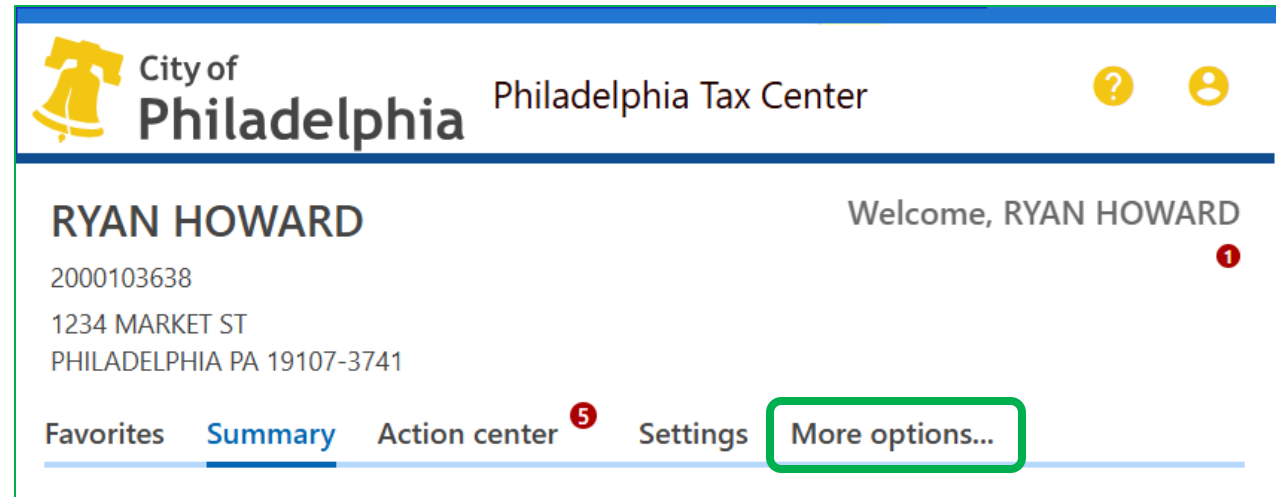 City of
Philadelphia
Philadelphia Tax Center
?
RYAN HOWARD
Welcome, RYAN HOWARD
1
2000103638
1234 MARKET ST
PHILADELPHIA PA 19107-3741
Favorites Summary Action center 5 Settings More options...